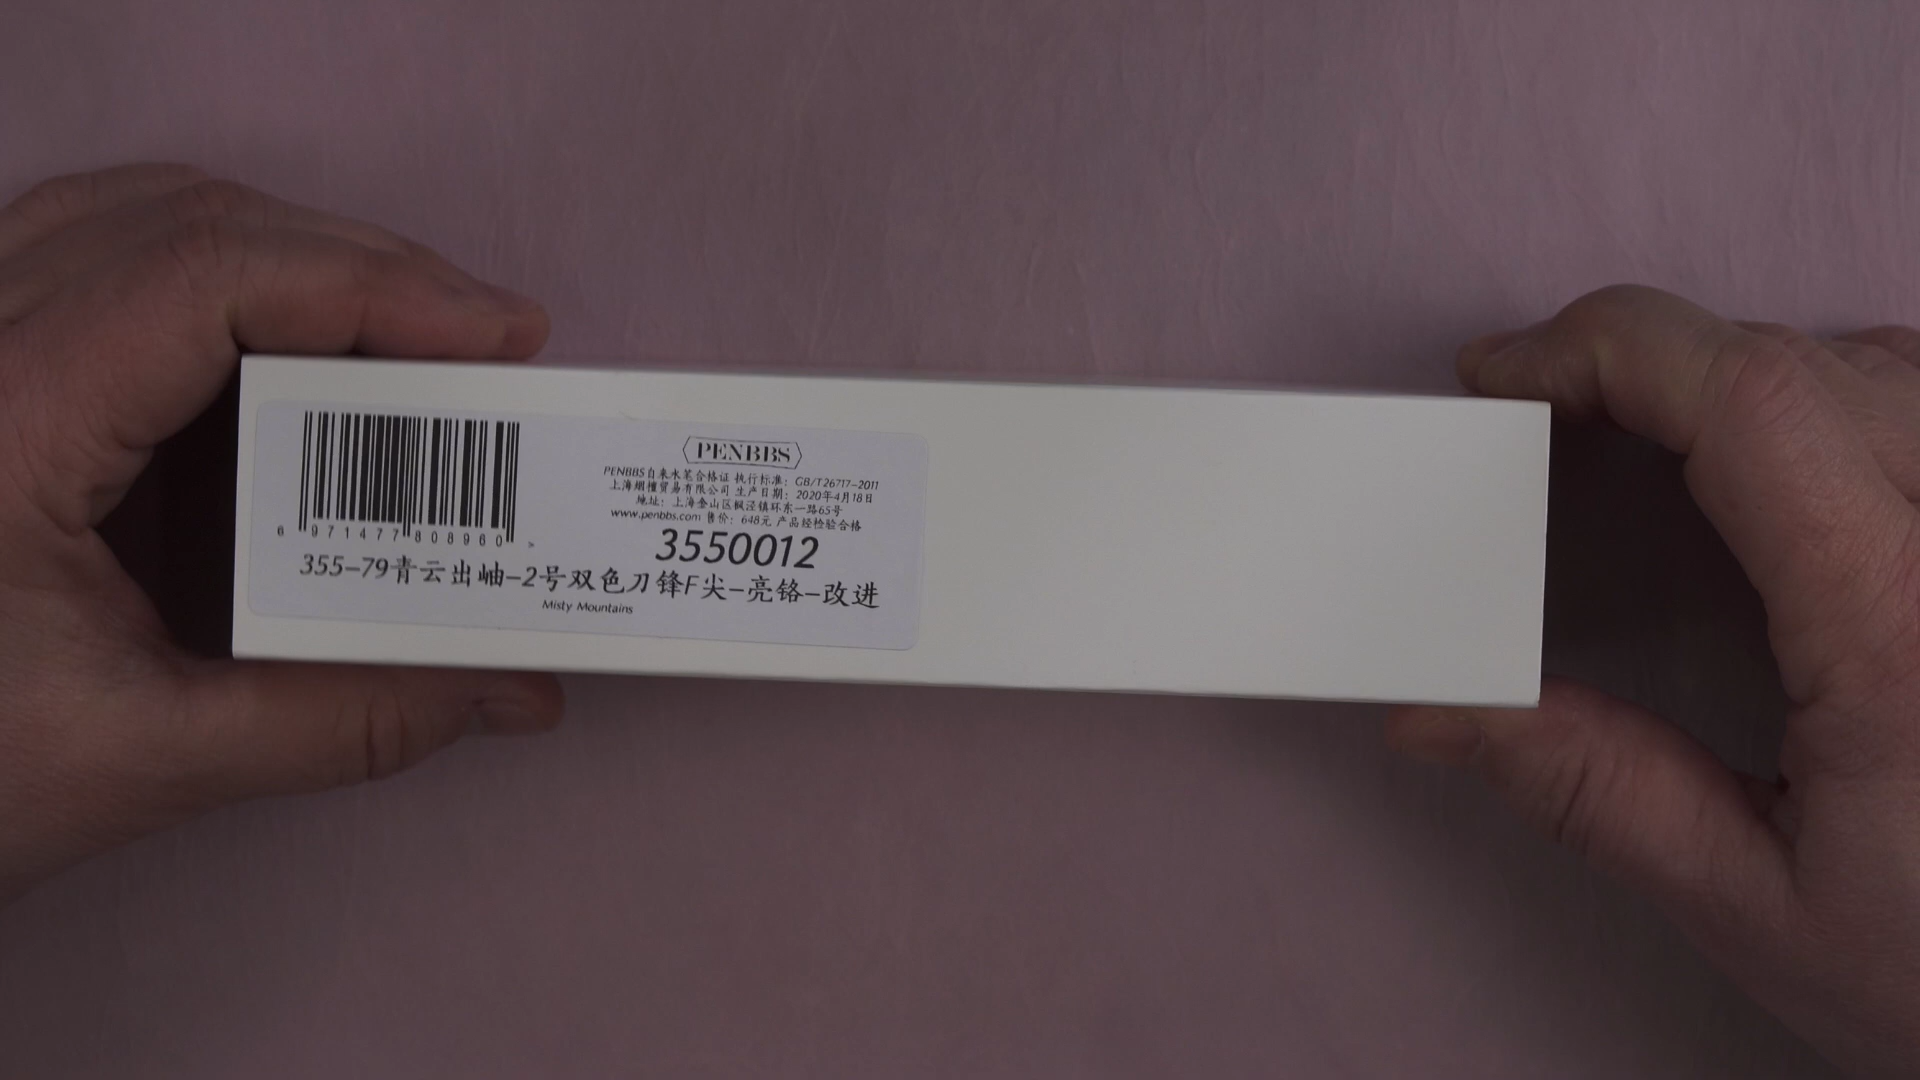 PENBBS
PENBBS自来水笔合格证 执行标准：GB/T26717-2011
上海烟檀贸易有限公司 生产日期：2020年4月18日
地址：上海金山区枫泾镇环东一路65号
www.penbbs.com 售价：648元 产品经检验合格
6 971477 808960 >
3550012
355-79青云出岫-2号双色刀锋F尖-亮铬-改进
Misty Mountains